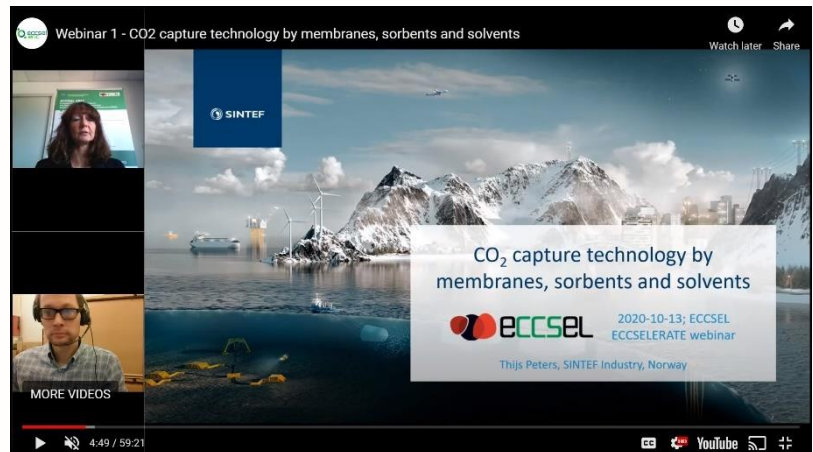 Webinar 1 - CO2 capture technology by membranes, sorbents and solvents
Watch later
Share
SINTEF
CO₂ capture technology by
membranes, sorbents and solvents
eccsel
2020-10-13; ECCSEL
ECCSELERATE webinar
Thijs Peters, SINTEF Industry, Norway
MORE VIDEOS
4:49 / 59:21
CC
YouTube